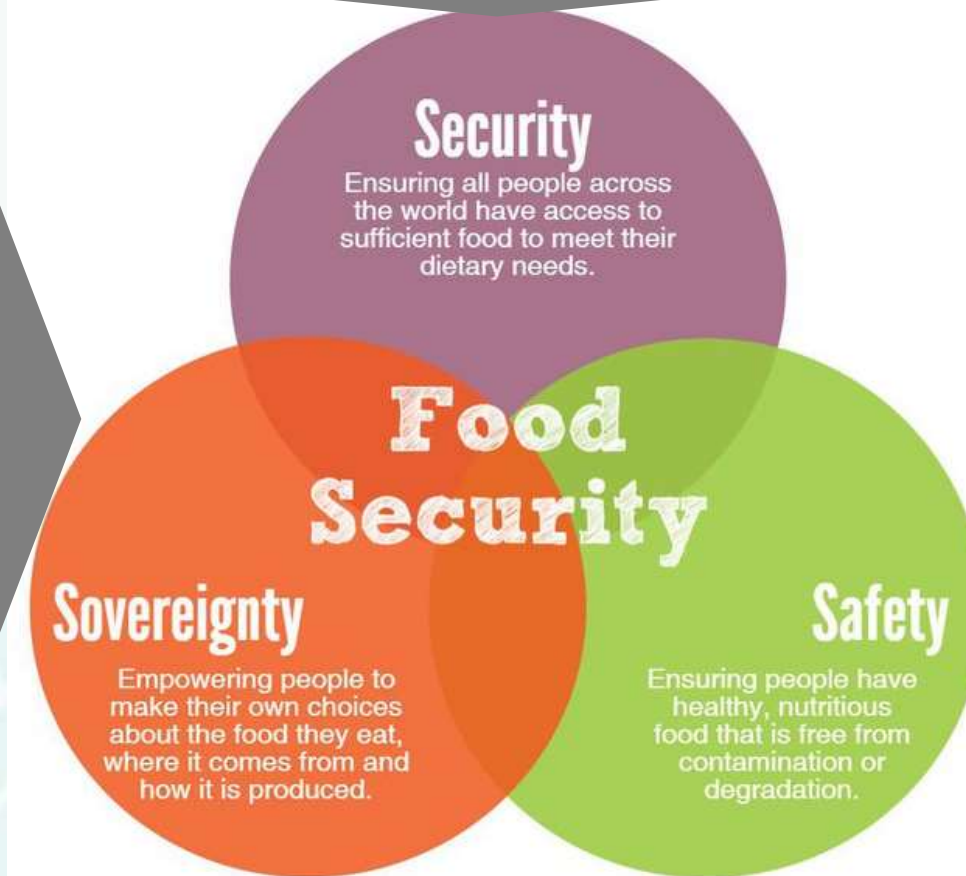 Security
Ensuring all people across
the world have access to
sufficient food to meet their
dietary needs.
Food
Security
Sovereignty
Empowering people to
make their own choices
about the food they eat,
where it comes from and
how it is produced.
Safety
Ensuring people have
healthy, nutritious
food that is free from
contamination or
degradation.